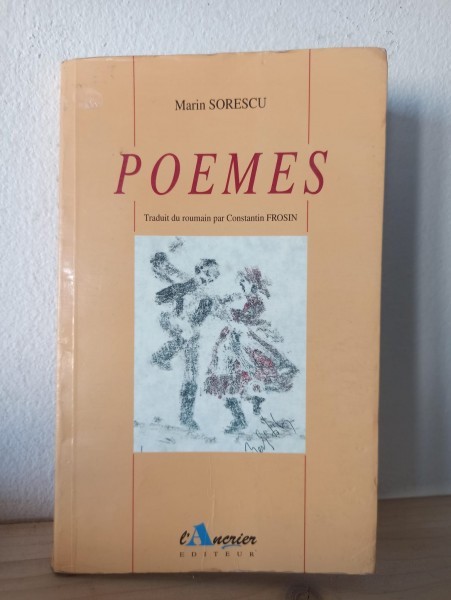 Marin SORESCU
POEMES
Traduit du roumain par Constantin FROSIN
l'Ancrier
EDITEUR